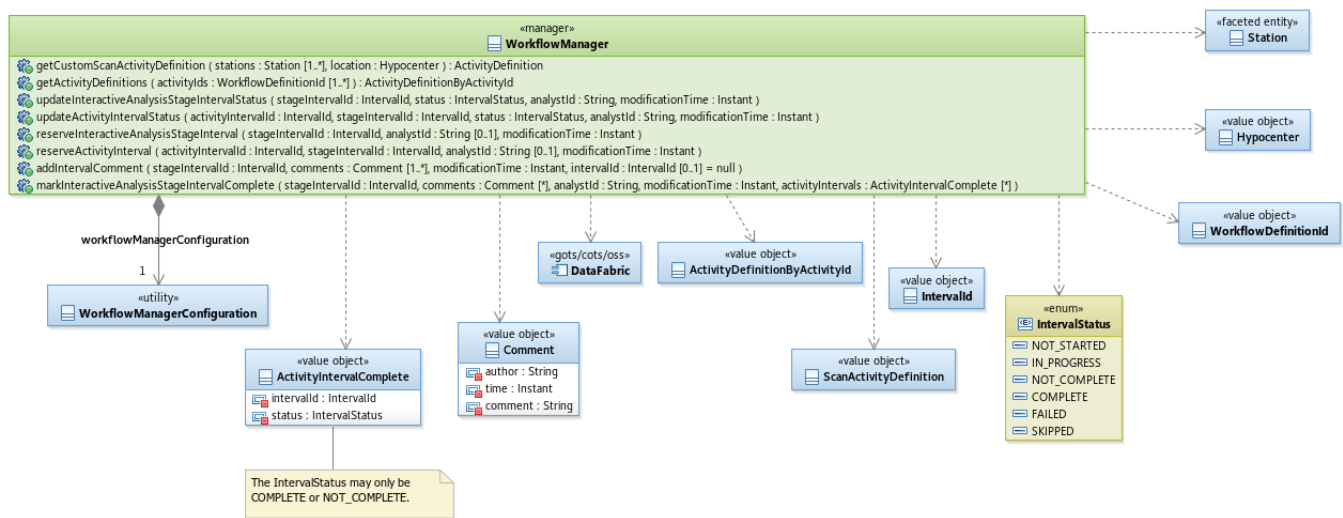 «manager»
WorkflowManager
getCustomScanActivityDefinition ( stations : Station [1..*], location : Hypocenter ) : ActivityDefinition
getActivityDefinitions ( activityIds : WorkflowDefinitionId [1..*] ) : ActivityDefinitionByActivityId
updateInteractiveAnalysisStageIntervalStatus ( stageIntervalId : IntervalId, status : IntervalStatus, analystId : String, modificationTime : Instant )
updateActivityIntervalStatus ( activityIntervalId : IntervalId, stageIntervalId : IntervalId, status : IntervalStatus, analystId : String, modificationTime : Instant )
reserveInteractiveAnalysisStageInterval ( stageIntervalId : IntervalId, analystId : String [0..1], modificationTime : Instant )
reserveActivityInterval ( activityIntervalId : IntervalId, stageIntervalId : IntervalId, analystId : String [0..1], modificationTime : Instant )
addIntervalComment ( stageIntervalId : IntervalId, comments : Comment [1..*], modificationTime : Instant, intervalId : IntervalId [0..1] = null )
markInteractiveAnalysisStageIntervalComplete ( stageIntervalId : IntervalId, comments : Comment [*], analystId : String, modificationTime : Instant, activityIntervals : ActivityIntervalComplete [*] )
«faceted entity»
Station
«value object»
Hypocenter
«value object»
WorkflowDefinitionId
workflowManagerConfiguration
1
«utility»
WorkflowManagerConfiguration
«gots/cots/oss»
DataFabric
«value object»
ActivityDefinitionByActivityId
«value object»
IntervalId
«enum»
IntervalStatus
NOT_STARTED
IN_PROGRESS
NOT_COMPLETE
COMPLETE
FAILED
SKIPPED
«value object»
ActivityIntervalComplete
intervalId : IntervalId
status : IntervalStatus
«value object»
Comment
author : String
time : Instant
comment : String
«value object»
ScanActivityDefinition
The IntervalStatus may only be
COMPLETE or NOT_COMPLETE.